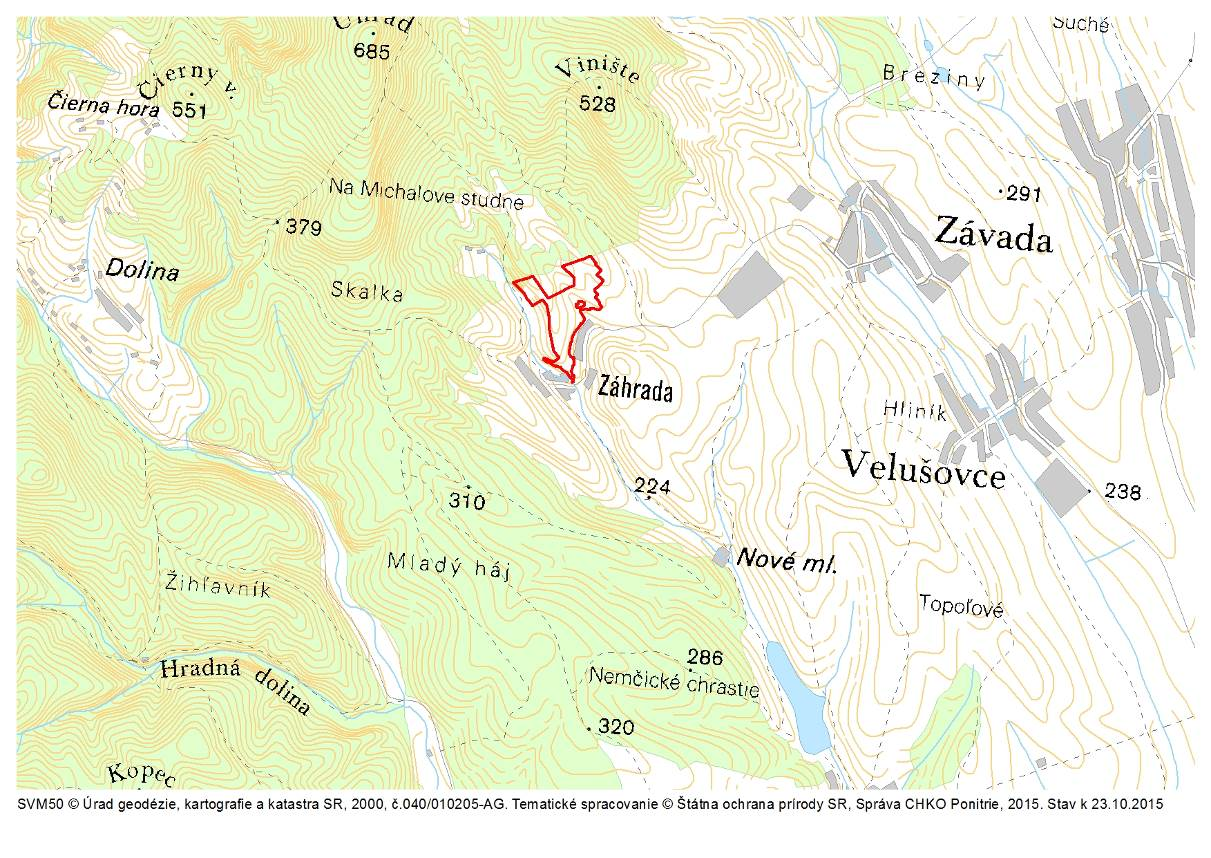 Suché
685
Vinište
Breziny
Čierny v.
528
Čierna hora 551
Na Michalove studne
291
379
Závada
Dolina
Skalka
Záhrada
Hliník
Velušovce
224
310
238
Nové ml.
Mladý háj
Žihľavník
Topoľové
286
Hradná dolina
Nemčické chrastie
320
Kopec
SVM50 © Úrad geodézie, kartografie a katastra SR, 2000, č.040/010205-AG. Tematické spracovanie © Štátna ochrana prírody SR, Správa CHKO Ponitrie, 2015. Stav k 23.10.2015